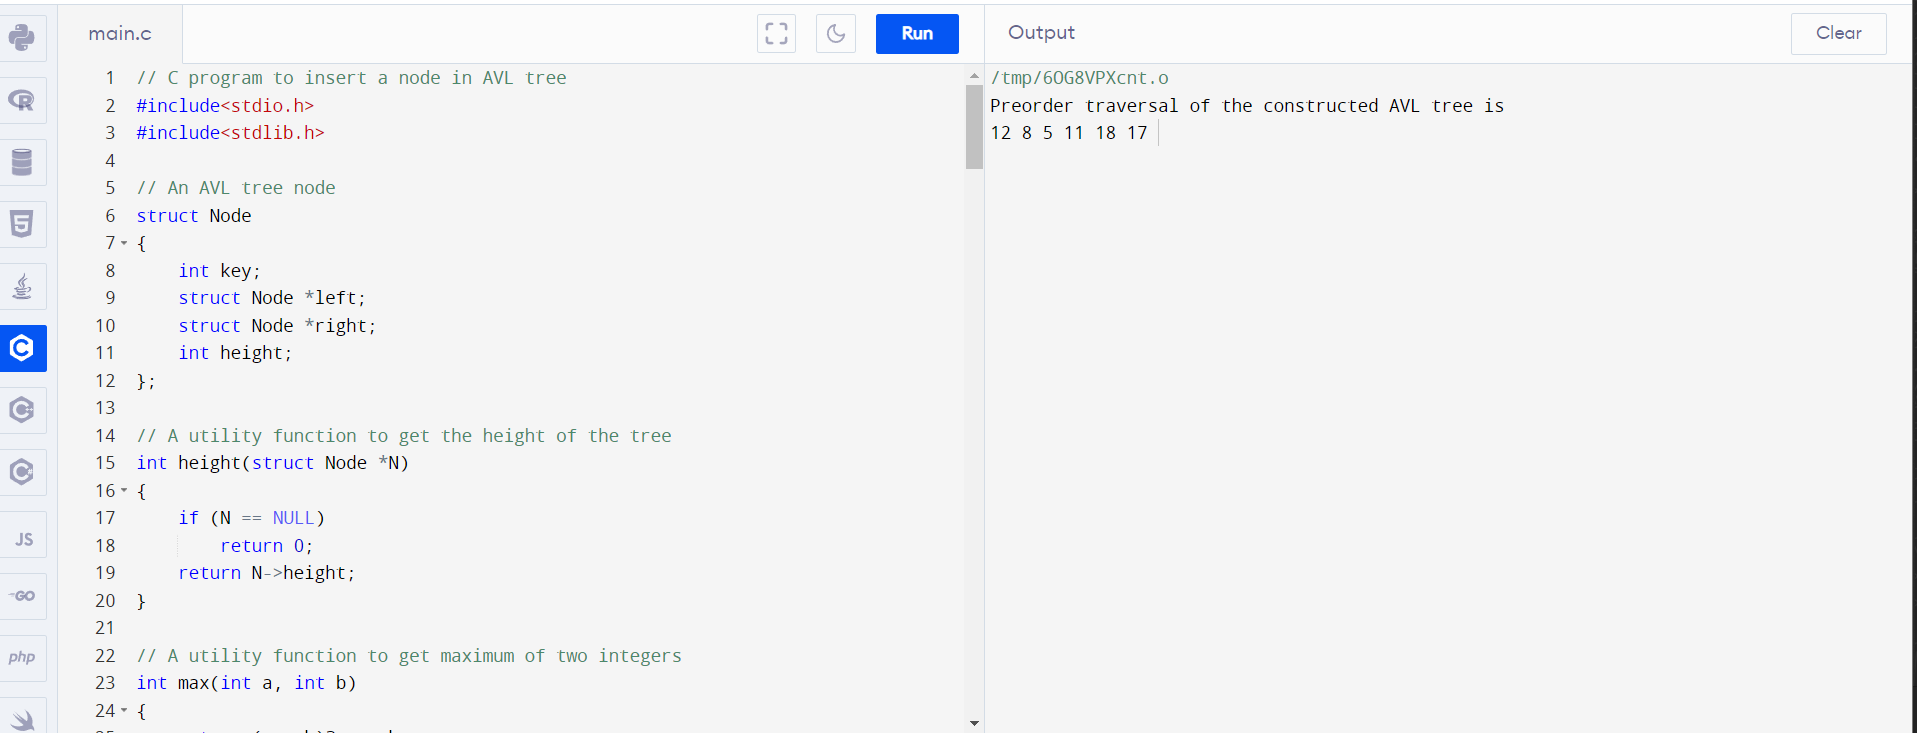 main.c
Run
Output
Clear
1 // C program to insert a node in AVL tree
2 #include<stdio.h>
3 #include<stdlib.h>
4
5 // An AVL tree node
6 struct Node
7 {
8 int key;
9 struct Node *left;
10 struct Node *right;
11 int height;
12 };
13
14 // A utility function to get the height of the tree
15 int height(struct Node *N)
16 {
17 if (N == NULL)
18 return 0;
19 return N->height;
20 }
21
22 // A utility function to get maximum of two integers
23 int max(int a, int b)
24 {
/tmp/6OG8VPXcnt.o
Preorder traversal of the constructed AVL tree is
12 8 5 11 18 17
R
5
C
C
C
JS
GO
php